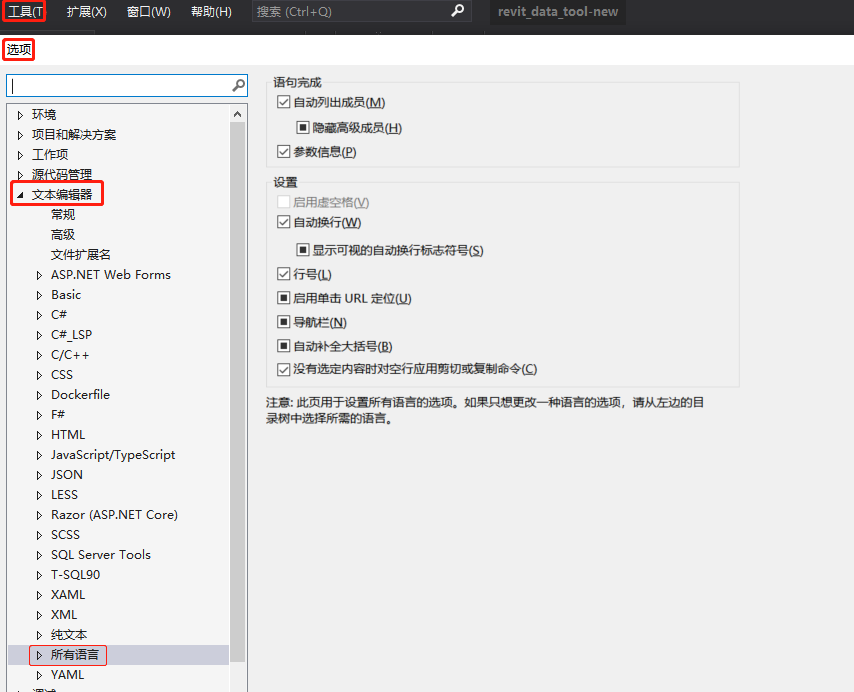 工具(T 扩展(X) 窗口(W) 帮助(H) 搜索 (Ctrl+Q) revit_data_tool-new
选项
环境
项目和解决方案
工作项
源代码管理
文本编辑器
常规
高级
文件扩展名
ASP.NET Web Forms
Basic
C#
C#_LSP
C/C++
CSS
Dockerfile
F#
HTML
JavaScript/TypeScript
JSON
LESS
Razor (ASP.NET Core)
SCSS
SQL Server Tools
T-SQL90
XAML
XML
纯文本
所有语言
YAML
调试
语句完成
自动列出成员(M)
隐藏高级成员(H)
参数信息(P)
设置
启用虚空格(V)
自动换行(W)
显示可视的自动换行标志符号(S)
行号(L)
启用单击 URL 定位(U)
导航栏(N)
自动补全大括号(B)
没有选定内容时对空行应用剪切或复制命令(C)
注意: 此页用于设置所有语言的选项。如果只想更改一种语言的选项，请从左边的目
录树中选择所需的语言。